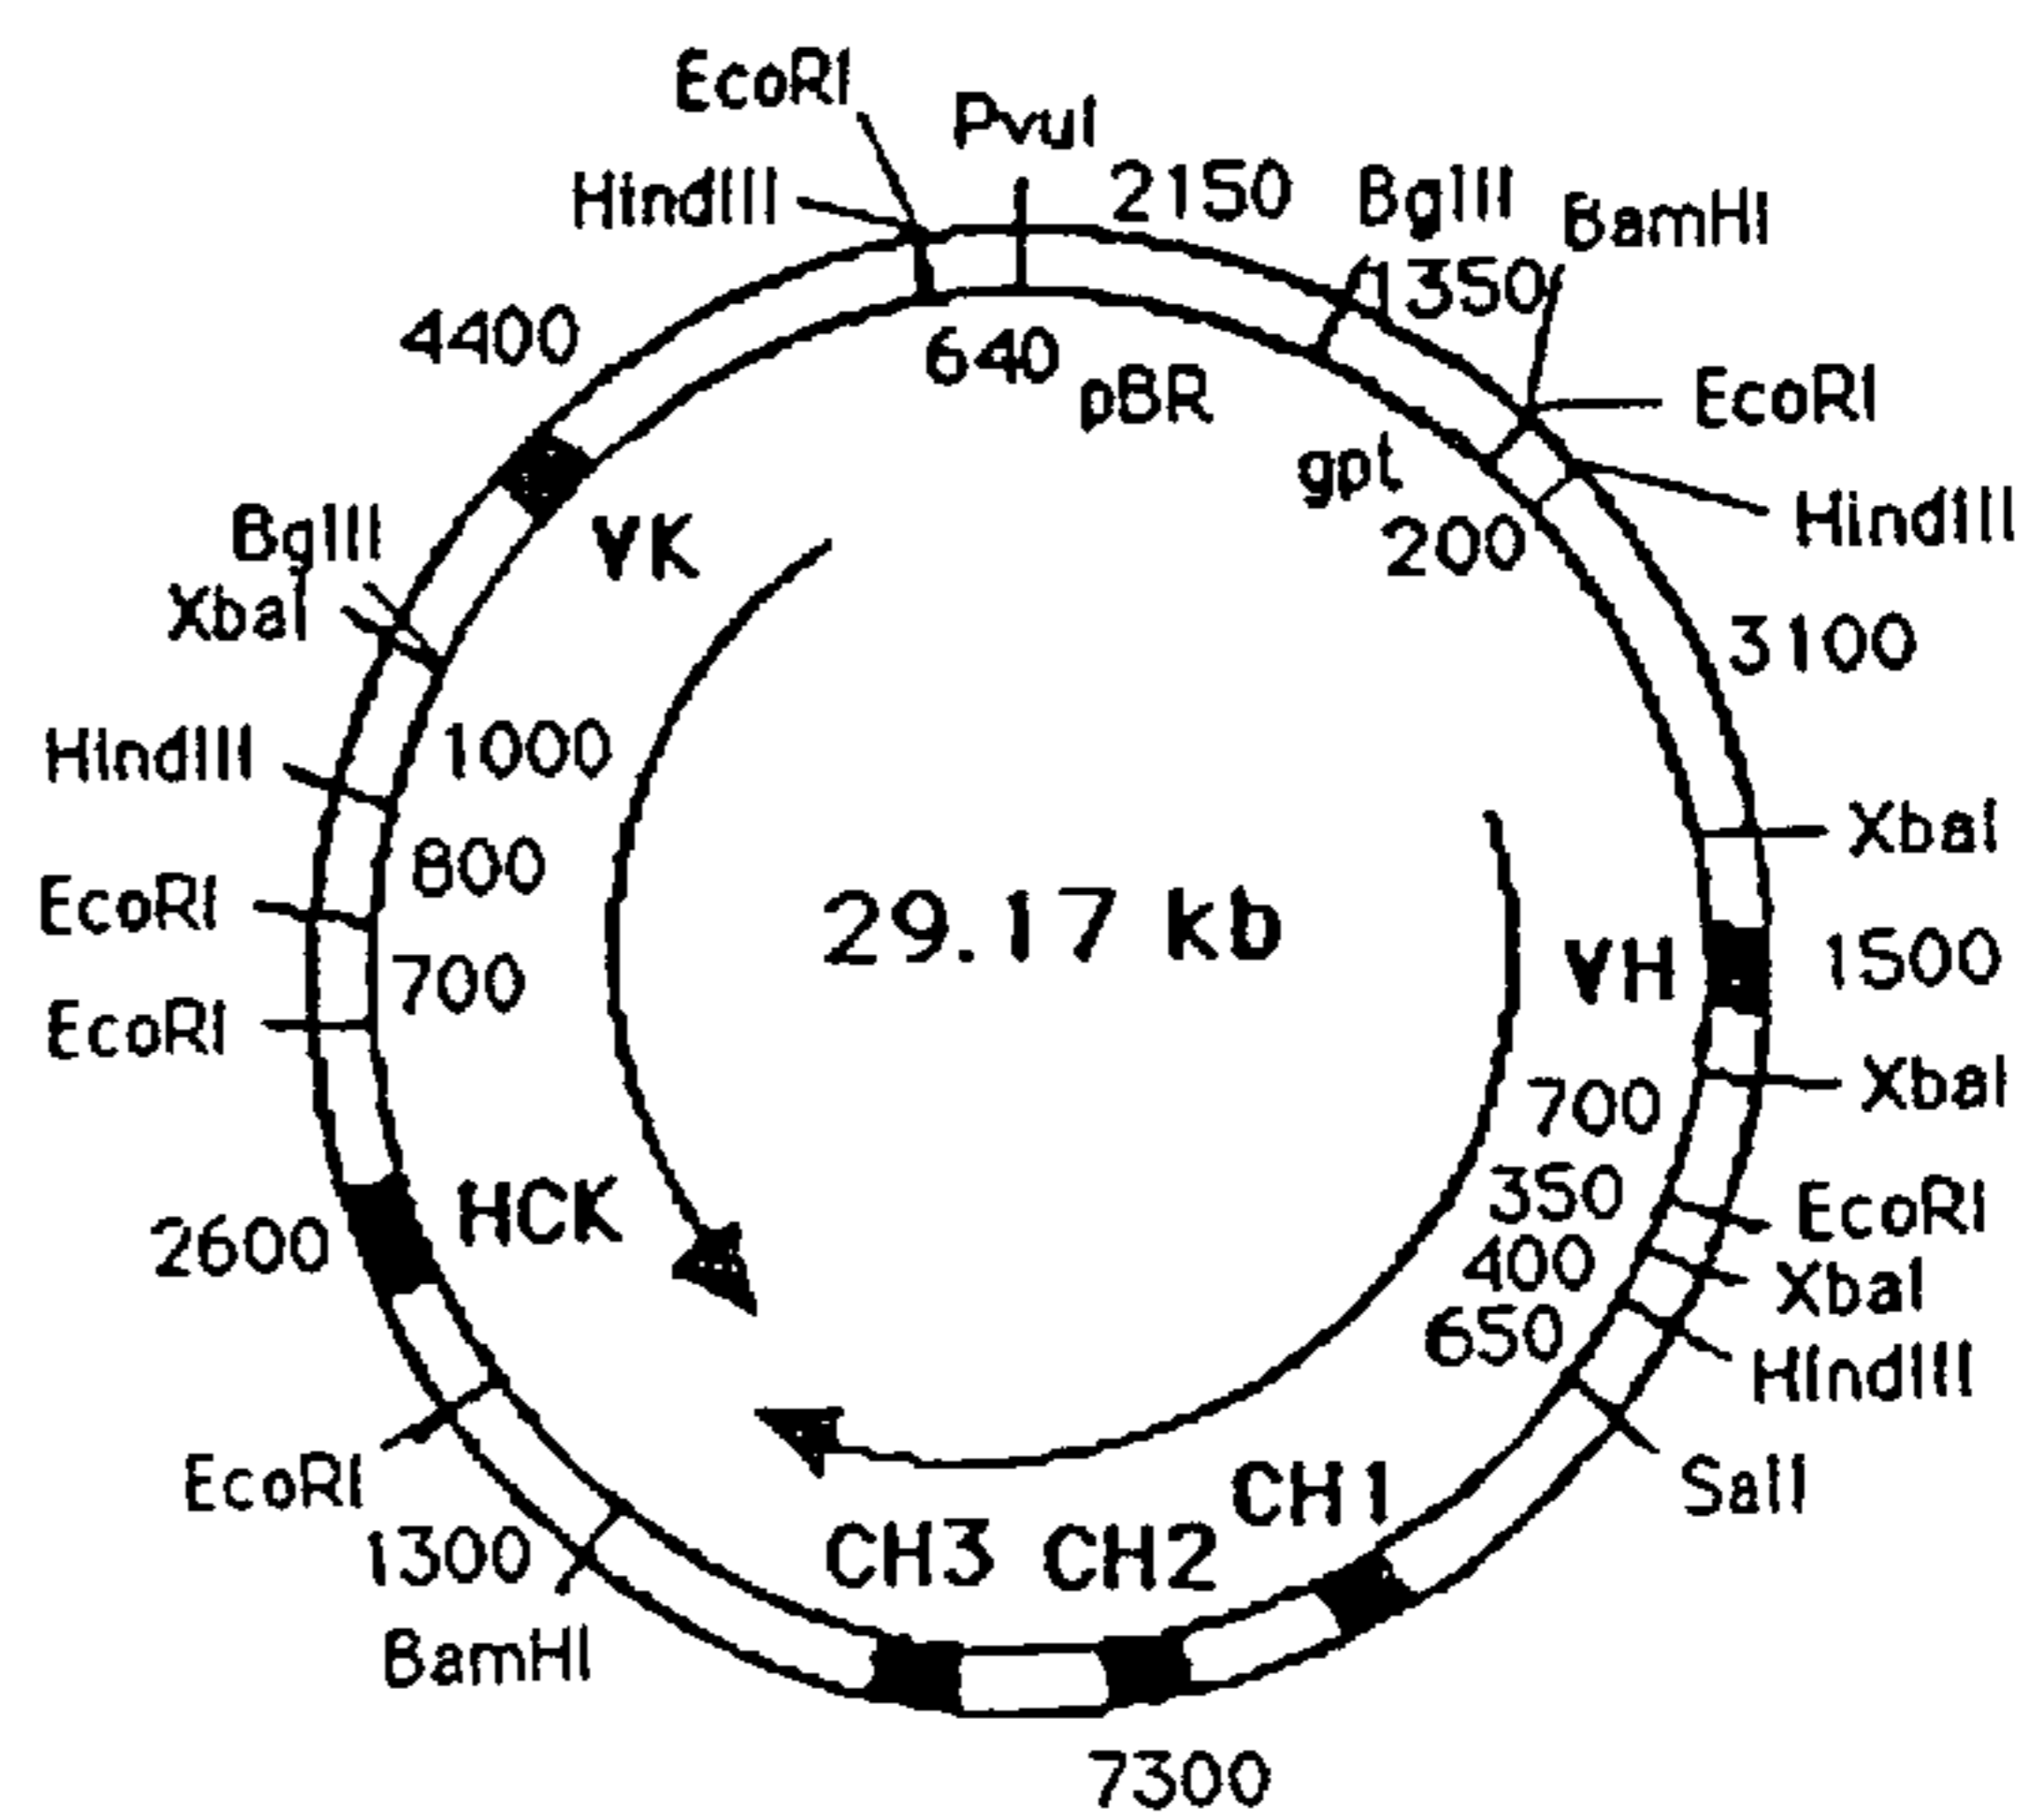 EcoRI
PvuI
2150
BglII
BamHI
HindIII
1350
4400
640
pBR
EcoRI
gpt
HindIII
200
BglII
VK
XbaI
3100
HindIII
1000
XbaI
800
EcoRI
29.17 kb
VH
1500
700
EcoRI
XbaI
700
350
EcoRI
HCK
400
XbaI
2600
650
HindIII
EcoRI
SalI
CH1
1300
CH3
CH2
BamHI
7300